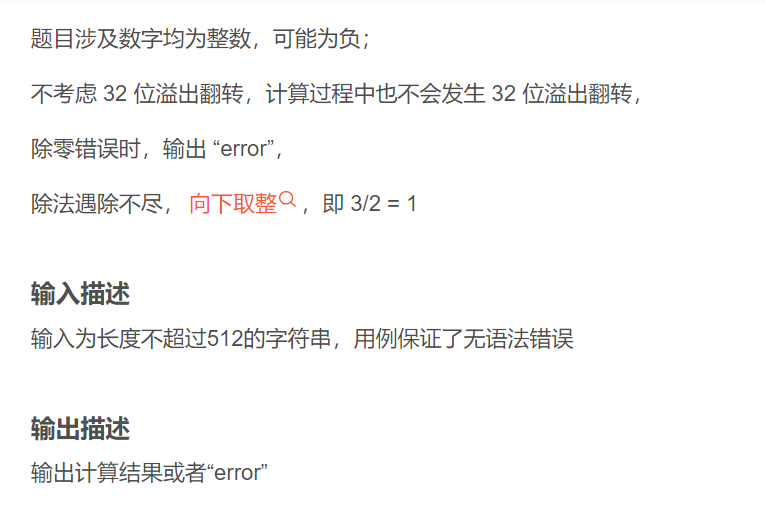 题目涉及数字均为整数，可能为负；
不考虑 32 位溢出翻转，计算过程中也不会发生 32 位溢出翻转，
除零错误时，输出 “error”，
除法遇除不尽， 向下取整 ，即 3/2 = 1
输入描述
输入为长度不超过512的字符串，用例保证了无语法错误
输出描述
输出计算结果或者“error”